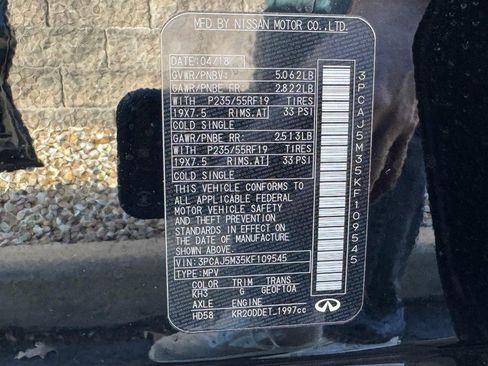 MFD BY NISSAN MOTOR CO.,LTD.
DATE: 04/18
GVWR/PNBV: 5,062LB
GAWR/PNBE FR: 2,822LB
WITH P235/55RF19 TIRES
19X7.5 RIMS,AT 33 PSI
COLD SINGLE
GAWR/PNBE RR: 2,513LB
WITH P235/55RF19 TIRES
19X7.5 RIMS,AT 33 PSI
COLD SINGLE
THIS VEHICLE CONFORMS TO
ALL APPLICABLE FEDERAL
MOTOR VEHICLE SAFETY
AND THEFT PREVENTION
STANDARDS IN EFFECT ON
THE DATE OF MANUFACTURE
SHOWN ABOVE.
VIN: 3PCAJ5M35KF109545
TYPE: MPV
COLOR TRIM TRANS
KH3 G GE0F10A
AXLE ENGINE
HD58 KR20DDET 1997cc
3PCAJ5M35KF109545